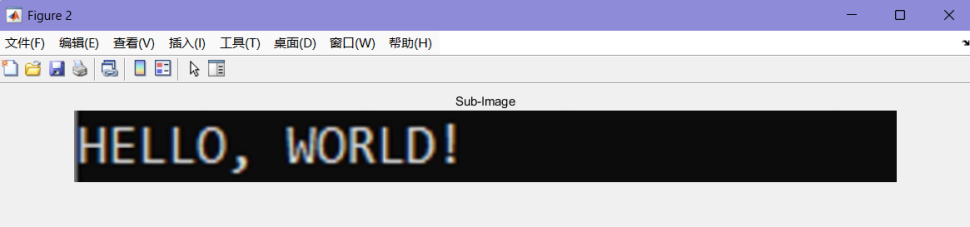 Figure 2
文件(F) 编辑(E) 查看(V) 插入(I) 工具(T) 桌面(D) 窗口(W) 帮助(H)
Sub-Image
HELLO, WORLD!